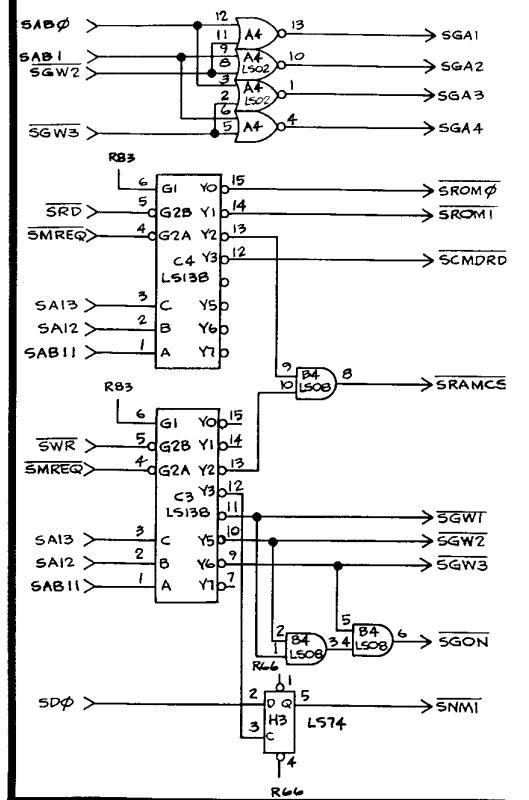 SABØ 12 13 SGA1
11 A4
SAB1 9 A4 10 SGA2
SGW2 8 LS02
3 A4 1 SGA3
2 LS02
6 A4 4 SGA4
SGW3 5
R83
6 G1 Y0 15 SROMØ
SRD 5 G2B Y1 14 SROM1
SMREQ 4 G2A Y2 13
C4 Y3 12 SCMDRD
LS138
SA13 3 C Y5
SA12 2 B Y6
SAB11 1 A Y7
9 B4 8 SRAMCS
10 LS08
R83
6 G1 Y0 15
SWR 5 G2B Y1 14
SMREQ 4 G2A Y2 13
C3 Y3 12
LS138 11 SGW1
SA13 3 C Y5 10 SGW2
SA12 2 B Y6 9 SGW3
SAB11 1 A Y7 7
5 B4 6 SGON
2 B4 3 4 LS08
1 LS08
R66 1
SDØ 2 D Q 5 SNMI
H3 LS74
3 C
4
R66